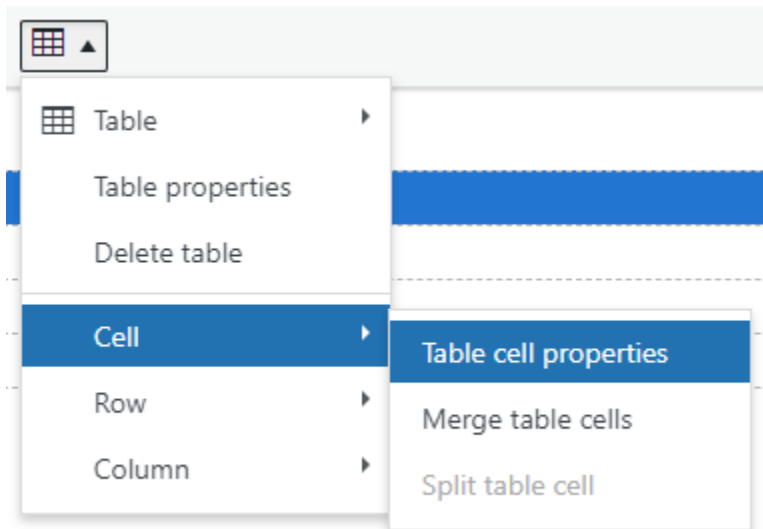 Table
Table properties
Delete table
Cell
Table cell properties
Row
Merge table cells
Column
Split table cell